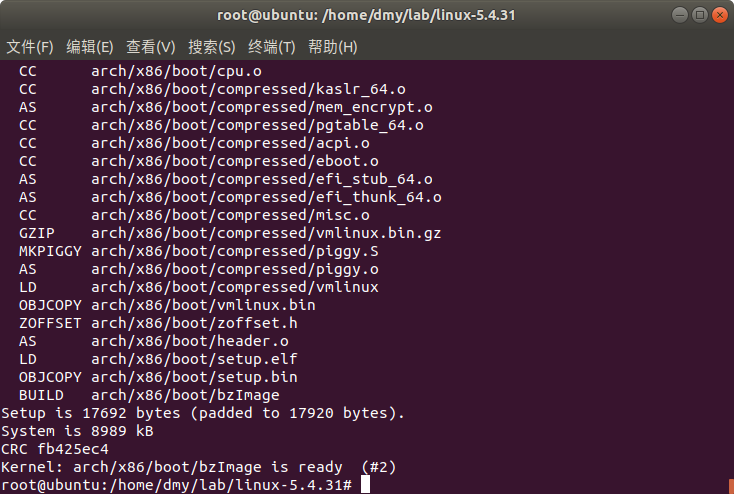 root@ubuntu: /home/dmy/lab/linux-5.4.31
文件(F) 编辑(E) 查看(V) 搜索(S) 终端(T) 帮助(H)
  CC      arch/x86/boot/cpu.o
  CC      arch/x86/boot/compressed/kaslr_64.o
  AS      arch/x86/boot/compressed/mem_encrypt.o
  CC      arch/x86/boot/compressed/pgtable_64.o
  CC      arch/x86/boot/compressed/acpi.o
  CC      arch/x86/boot/compressed/eboot.o
  AS      arch/x86/boot/compressed/efi_stub_64.o
  AS      arch/x86/boot/compressed/efi_thunk_64.o
  CC      arch/x86/boot/compressed/misc.o
  GZIP    arch/x86/boot/compressed/vmlinux.bin.gz
  MKPIGGY arch/x86/boot/compressed/piggy.S
  AS      arch/x86/boot/compressed/piggy.o
  LD      arch/x86/boot/compressed/vmlinux
  OBJCOPY arch/x86/boot/vmlinux.bin
  ZOFFSET arch/x86/boot/zoffset.h
  AS      arch/x86/boot/header.o
  LD      arch/x86/boot/setup.elf
  OBJCOPY arch/x86/boot/setup.bin
  BUILD   arch/x86/boot/bzImage
Setup is 17692 bytes (padded to 17920 bytes).
System is 8989 kB
CRC fb425ec4
Kernel: arch/x86/boot/bzImage is ready  (#2)
root@ubuntu:/home/dmy/lab/linux-5.4.31#